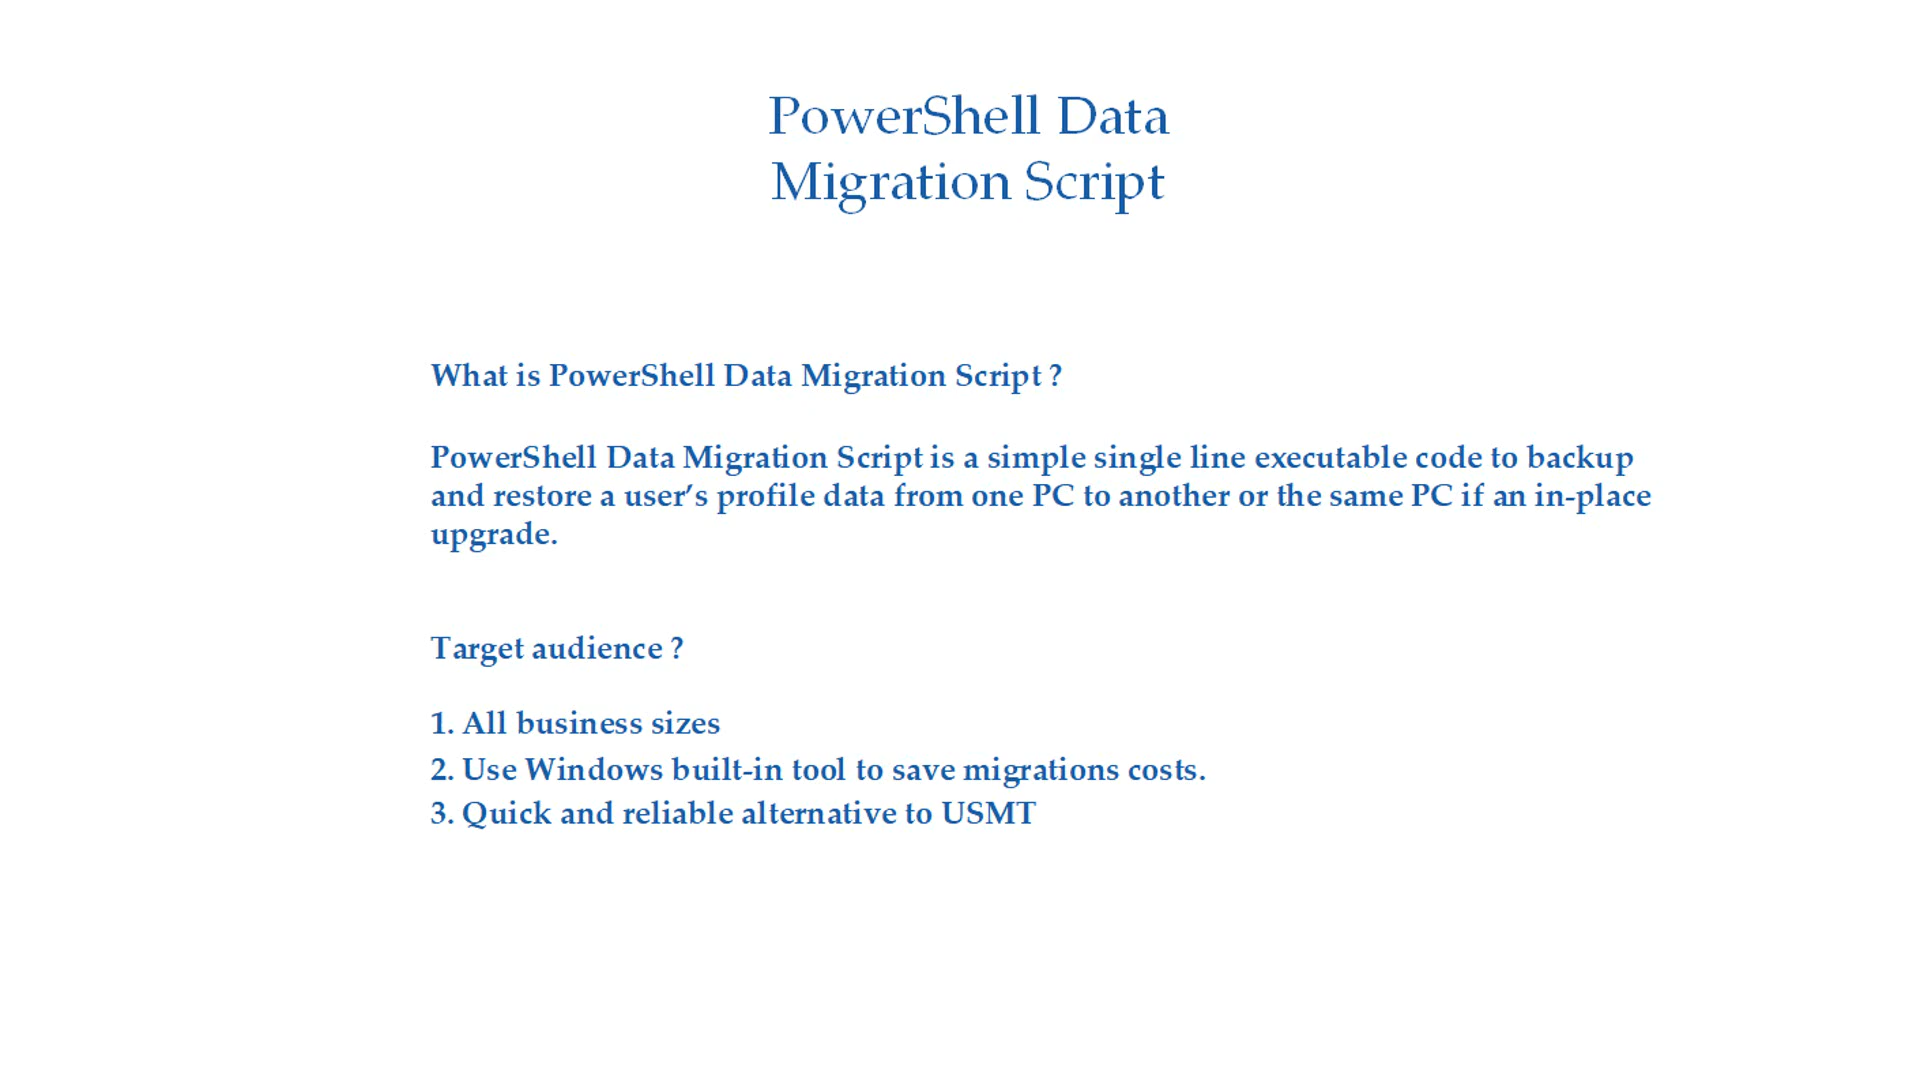 PowerShell Data
Migration Script
What is PowerShell Data Migration Script ?
PowerShell Data Migration Script is a simple single line executable code to backup
and restore a user’s profile data from one PC to another or the same PC if an in-place
upgrade.
Target audience ?
1. All business sizes
2. Use Windows built-in tool to save migrations costs.
3. Quick and reliable alternative to USMT